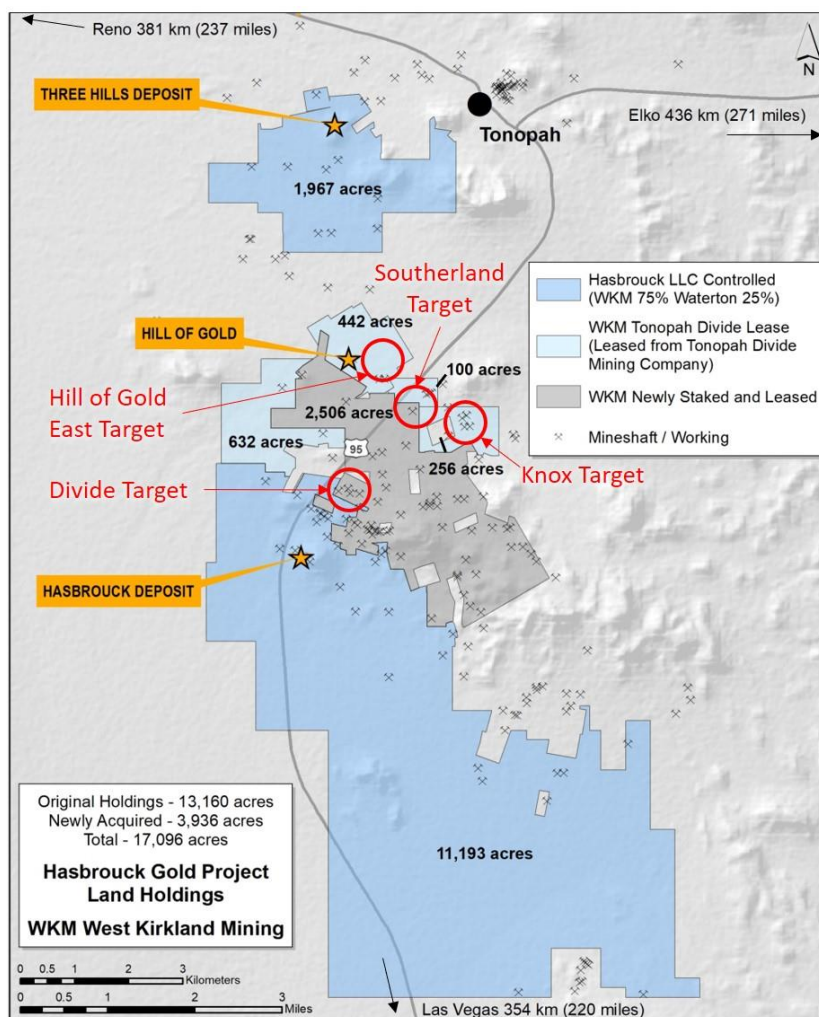 Reno 381 km (237 miles)
N
THREE HILLS DEPOSIT
Tonopah
Elko 436 km (271 miles)
1,967 acres
Southerland
Target
Hasbrouck LLC Controlled
(WKM 75% Waterton 25%)
WKM Tonopah Divide Lease
(Leased from Tonopah Divide
Mining Company)
WKM Newly Staked and Leased
Mineshaft / Working
442 acres
HILL OF GOLD
100 acres
Hill of Gold
East Target
2,506 acres
632 acres
95
256 acres
Knox Target
Divide Target
HASBROUCK DEPOSIT
11,193 acres
Original Holdings - 13,160 acres
Newly Acquired - 3,936 acres
Total - 17,096 acres
Hasbrouck Gold Project
Land Holdings
WKM West Kirkland Mining
0 0.5 1 2 3
Kilometers
0 0.5 1 2 3
Miles
Las Vegas 354 km (220 miles)